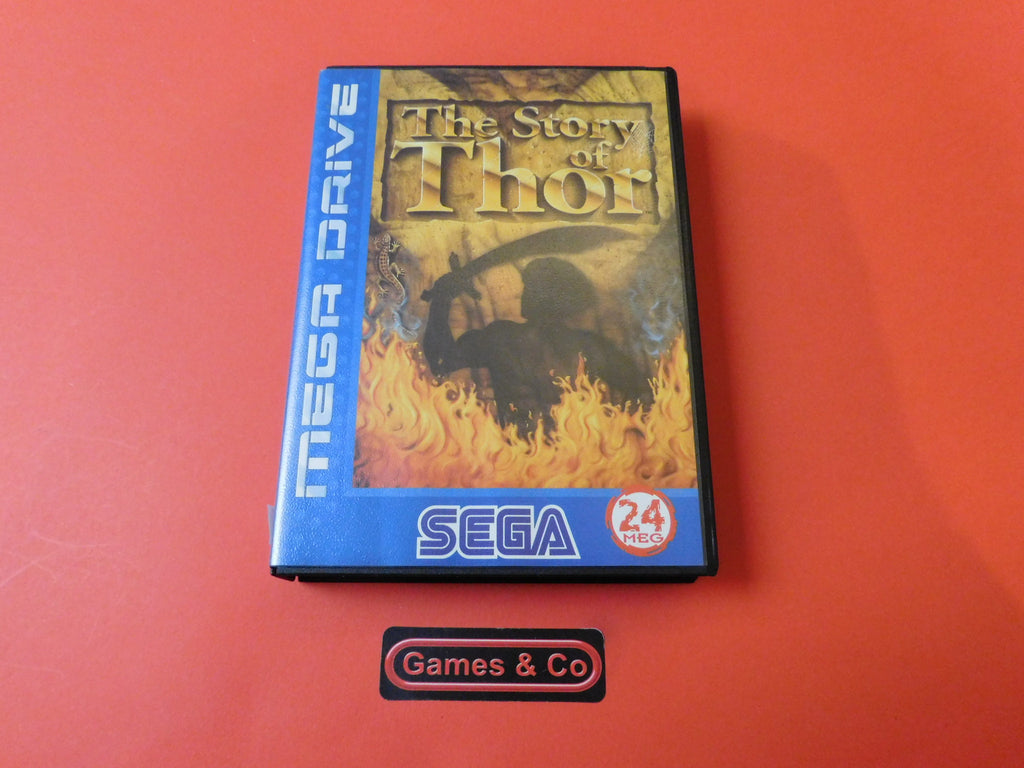 MEGA DRIVE
The Story
of
Thor
SEGA
24
MEG
Games & Co